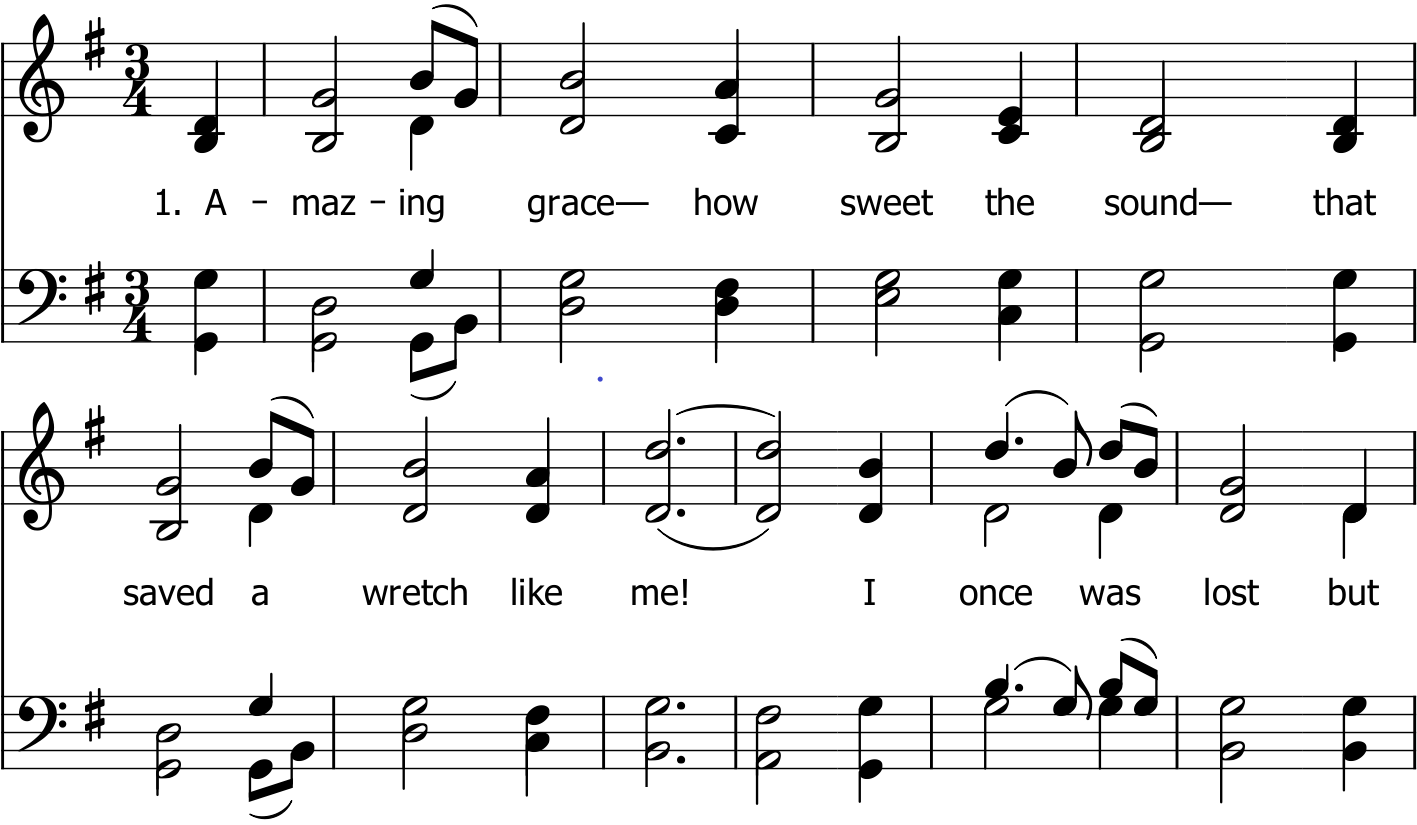 1. A - maz - ing grace— how sweet the sound— that
saved a wretch like me! I once was lost but